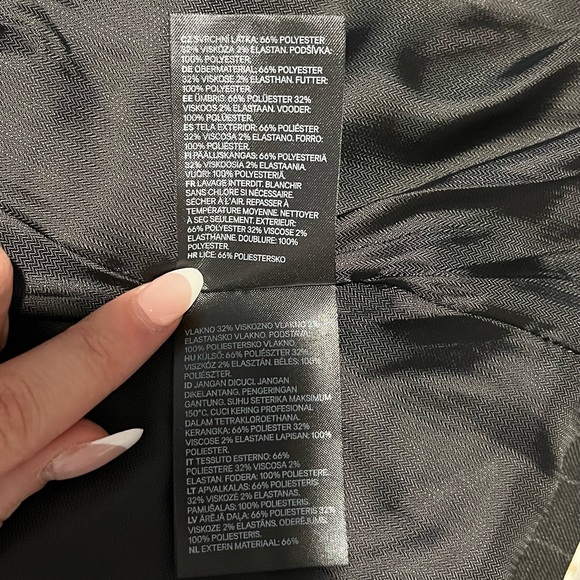 CZ SVRCHNÍ LÁTKA: 66% POLYESTER
32% VISKÓZA 2% ELASTAN. PODŠÍVKA:
100% POLYESTER.
DE OBERMATERIAL: 66% POLYESTER
32% VISKOSE 2% ELASTHAN. FUTTER:
100% POLYESTER.
EE ÜMBRIS: 66% POLÜESTER 32%
VISKOOS 2% ELASTAAN. VOODER:
100% POLÜESTER.
ES TELA EXTERIOR: 66% POLIÉSTER
32% VISCOSA 2% ELASTANO. FORRO:
100% POLIÉSTER.
FI PÄÄLUSKANGAS: 66% POLYESTERIÄ
32% VISKOOSIA 2% ELASTAANIA.
VUORI: 100% POLYESTERIÄ.
FR LAVAGE INTERDIT. BLANCHIR
SANS CHLORE SI NÉCESSAIRE.
SÉCHER À L'AIR. REPASSER À
TEMPÉRATURE MOYENNE. NETTOYER
À SEC SEULEMENT. EXTERIEUR:
66% POLYESTER 32% VISCOSE 2%
ELASTHANNE. DOUBLURE: 100%
POLYESTER.
HR LICE: 66% POLIESTERSKO
VLAKNO 32% VISKOZNO VLAKNO 2%
ELASTANSKO VLAKNO. PODSTAVA:
100% POLIESTERSKO VLAKNO.
HU KÜLSŐ: 66% POLIÉSZTER 32%
VISZKÓZ 2% ELASZTÁN. BÉLÉS: 100%
POLIÉSZTER.
ID JANGAN DICUCI. JANGAN
DIKELANTANG. PENGERINGAN
GANTUNG. SUHU SETERIKA MAKSIMUM
150°C. CUCI KERING PROFESIONAL
DALAM TETRAKLOROETHANA.
KERANGKA: 66% POLIESTER 32%
VISCOSE 2% ELASTANE LAPISAN: 100%
POLIESTER.
IT TESSUTO ESTERNO: 66%
POLIESTERE 32% VISCOSA 2%
ELASTAN. FODERA: 100% POLIESTERE.
LT APVALKALAS: 66% POLIESTERIS
32% VISKOZĖ 2% ELASTANAS.
PAMUŠALAS: 100% POLIESTERIS.
LV ĀRĒJĀ DAĻA: 66% POLIESTERIS 32%
VISKOZE 2% ELASTĀNS. ODERĒJUMS:
100% POLIESTERIS.
NL EXTERN MATERIAAL: 66%